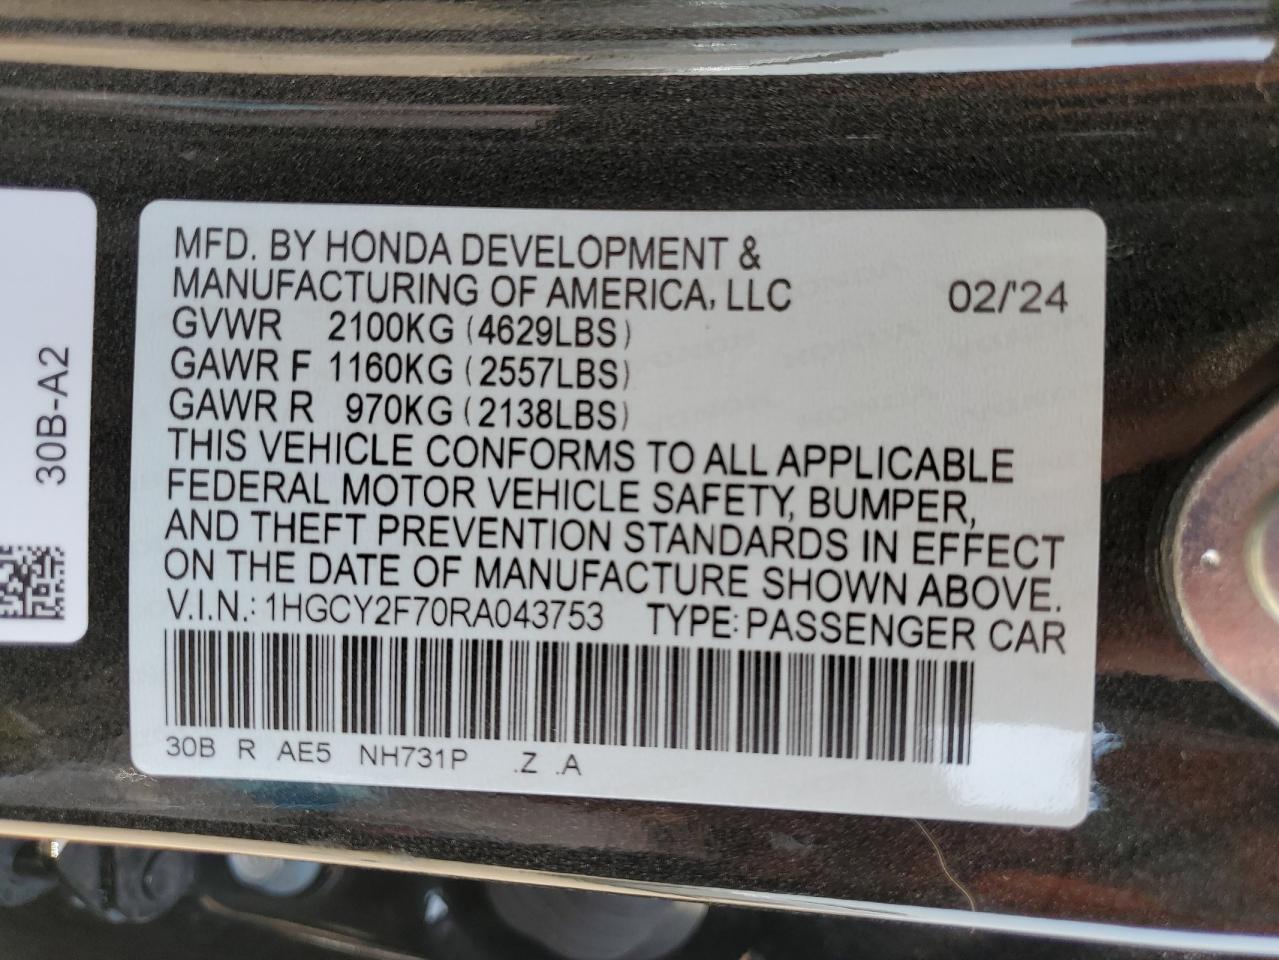 MFD. BY HONDA DEVELOPMENT &
MANUFACTURING OF AMERICA, LLC 02/'24
GVWR 2100KG (4629LBS)
GAWR F 1160KG (2557LBS)
GAWR R 970KG (2138LBS)
THIS VEHICLE CONFORMS TO ALL APPLICABLE
FEDERAL MOTOR VEHICLE SAFETY, BUMPER,
AND THEFT PREVENTION STANDARDS IN EFFECT
ON THE DATE OF MANUFACTURE SHOWN ABOVE.
V.I.N.: 1HGCY2F70RA043753 TYPE: PASSENGER CAR
30B R AE5 NH731P .Z .A
30B-A2